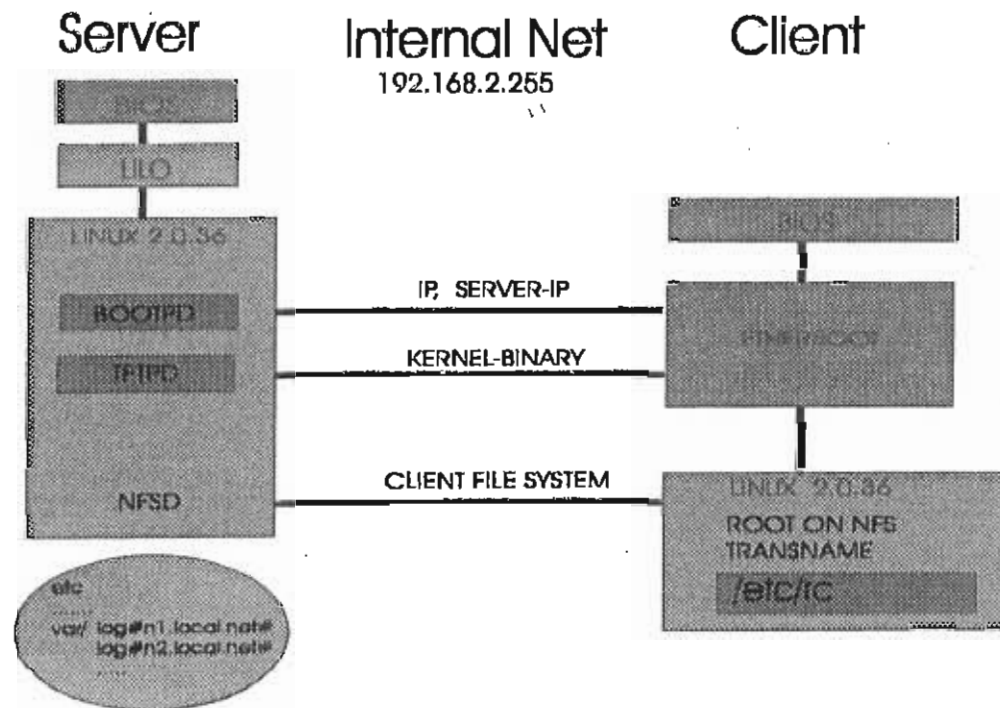 Server
Internal Net
Client
192.168.2.255
BIOS
LILO
LINUX 2.0.36
BOOTPD
TFTPD
NFSD
IP, SERVER-IP
KERNEL-BINARY
CLIENT FILE SYSTEM
BIOS
ETHERBOOT
LINUX 2.0.36
ROOT ON NFS
TRANSNAME
/etc/rc
etc
......
var/ log#n1.local.net#
log#n2.local.net#
.....